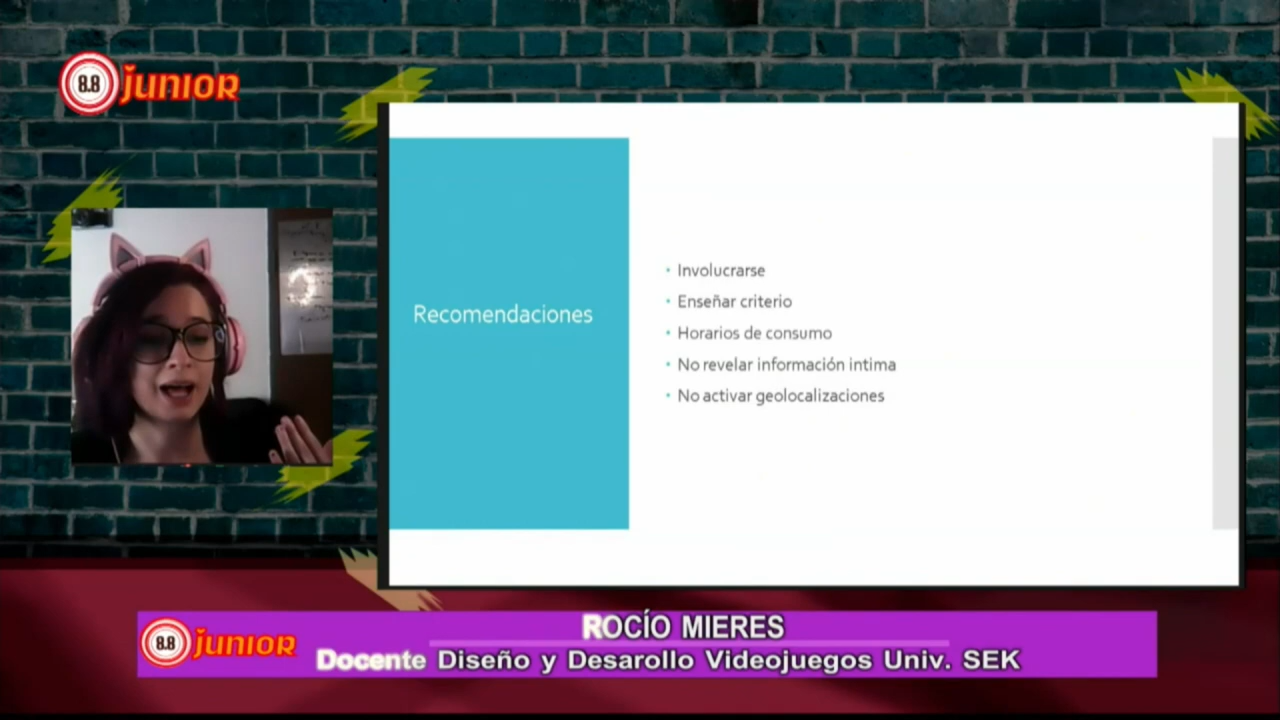 8.8 JUNIOR
Recomendaciones
• Involucrarse
• Enseñar criterio
• Horarios de consumo
• No revelar información intima
• No activar geolocalizaciones
8.8 JUNIOR
ROCÍO MIERES
Docente Diseño y Desarollo Videojuegos Univ. SEK